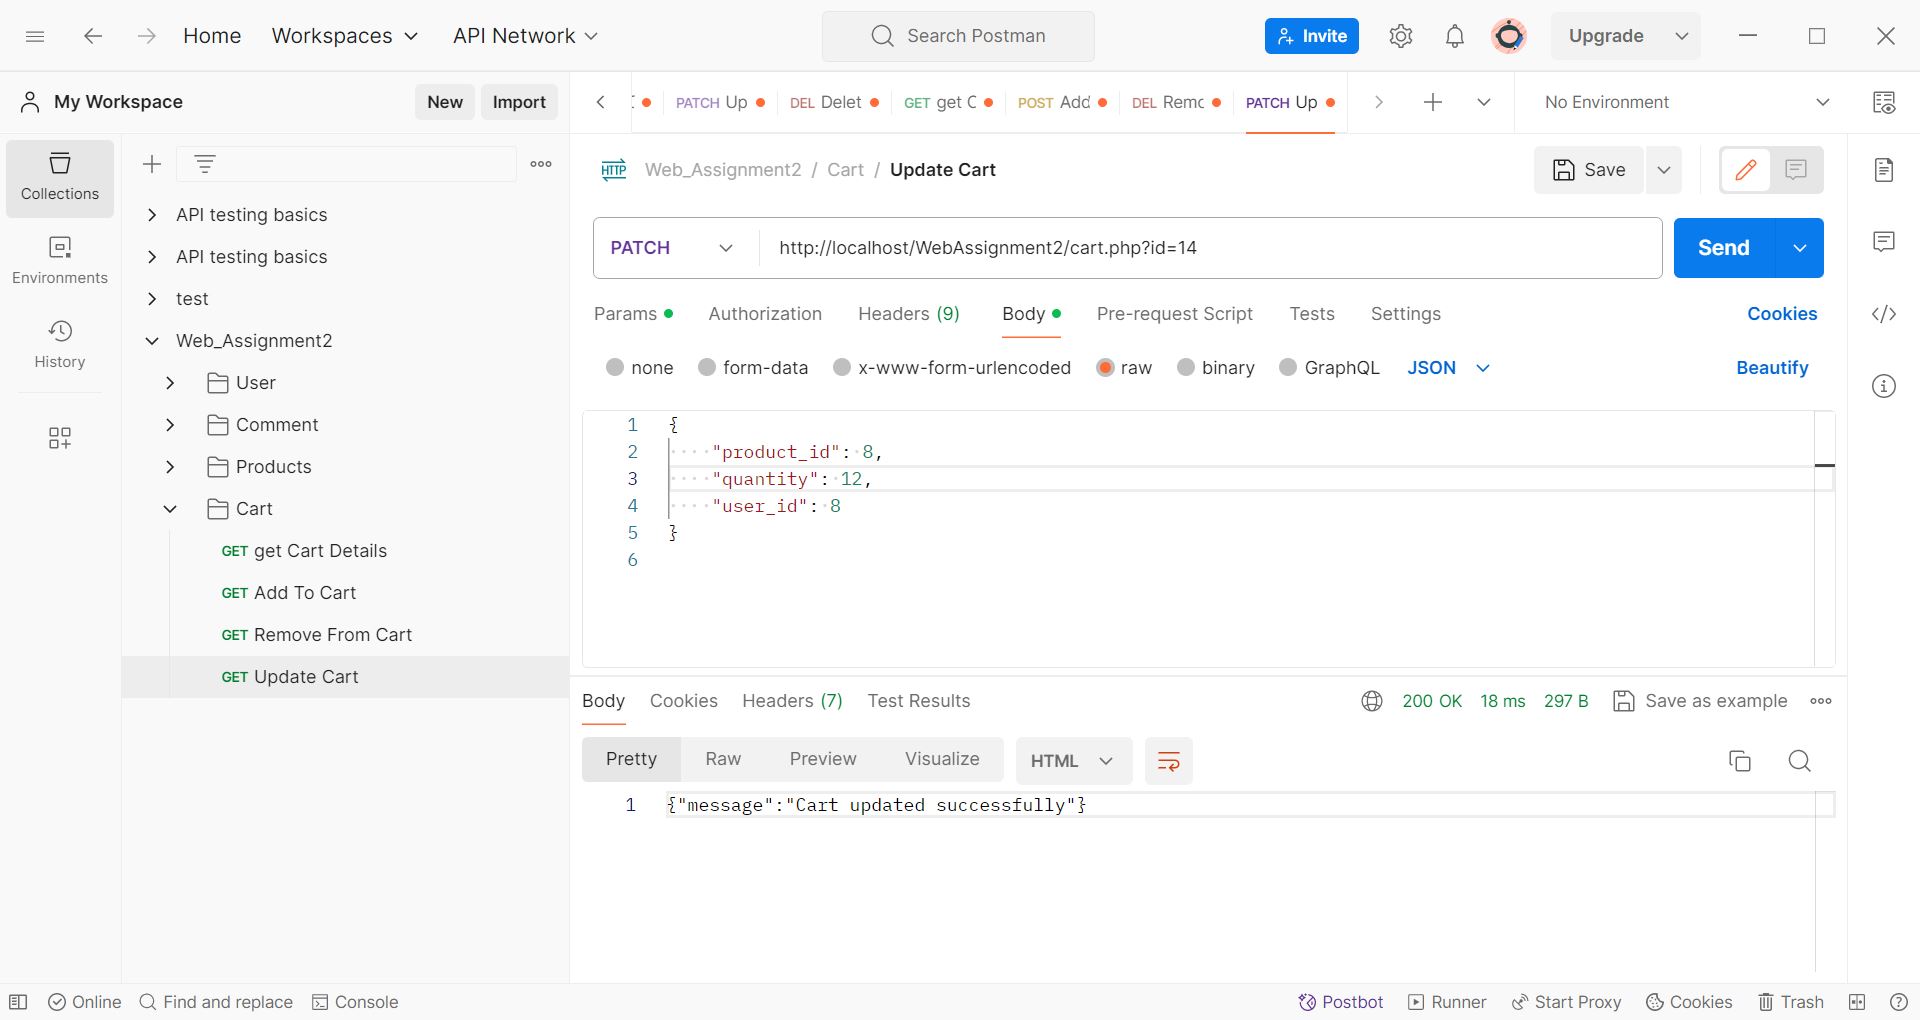 Home Workspaces API Network Search Postman Invite Upgrade
My Workspace New Import PATCH Up DEL Delet GET get C POST Add DEL Remc PATCH Up No Environment
Collections
Environments
History
API testing basics
API testing basics
test
Web_Assignment2
User
Comment
Products
Cart
GET get Cart Details
GET Add To Cart
GET Remove From Cart
GET Update Cart
HTTP Web_Assignment2 / Cart / Update Cart Save
PATCH http://localhost/WebAssignment2/cart.php?id=14 Send
Params Authorization Headers (9) Body Pre-request Script Tests Settings Cookies
none form-data x-www-form-urlencoded raw binary GraphQL JSON Beautify
1 {
2 "product_id": 8,
3 "quantity": 12,
4 "user_id": 8
5 }
6
Body Cookies Headers (7) Test Results 200 OK 18 ms 297 B Save as example
Pretty Raw Preview Visualize HTML
1 {"message":"Cart updated successfully"}
Online Find and replace Console Postbot Runner Start Proxy Cookies Trash